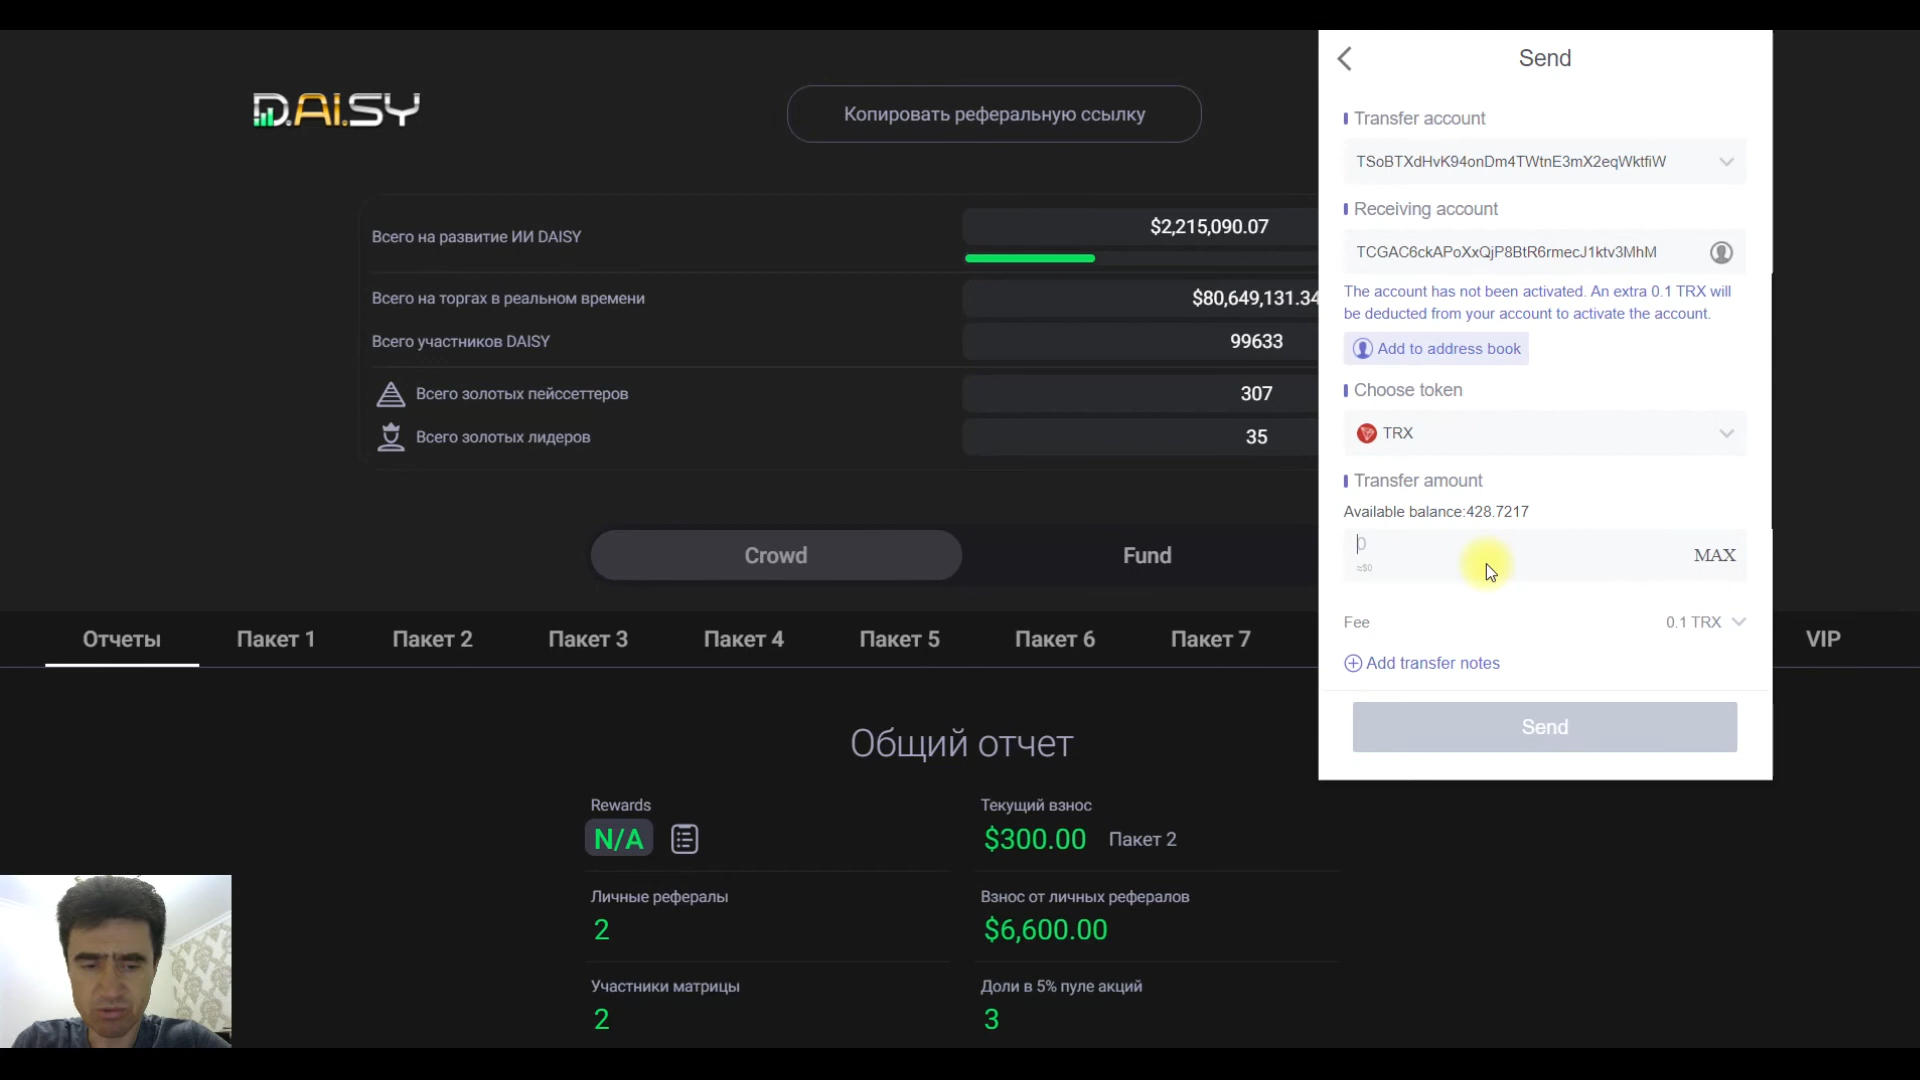 D.AI.SY
Копировать реферальную ссылку
Всего на развитие ИИ DAISY
$2,215,090.07
Всего на торгах в реальном времени
$80,649,131.34
Всего участников DAISY
99633
Всего золотых пейссеттеров
307
Всего золотых лидеров
35
Crowd
Fund
Отчеты
Пакет 1
Пакет 2
Пакет 3
Пакет 4
Пакет 5
Пакет 6
Пакет 7
VIP
Общий отчет
Rewards
N/A
Текущий взнос
$300.00 Пакет 2
Личные рефералы
2
Взнос от личных рефералов
$6,600.00
Участники матрицы
2
Доли в 5% пуле акций
3
Send
Transfer account
TSoBTXdHvK94onDm4TWtnE3mX2eqWktfiW
Receiving account
TCGAC6ckAPoXxQjP8BtR6rmecJ1ktv3MhM
The account has not been activated. An extra 0.1 TRX will
be deducted from your account to activate the account.
Add to address book
Choose token
TRX
Transfer amount
Available balance:428.7217
0
≈$0
MAX
Fee
0.1 TRX
Add transfer notes
Send